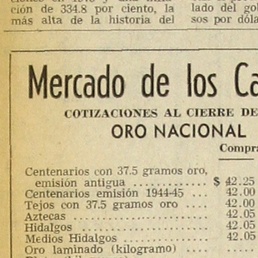 ción de 334.8 por ciento, la
más alta de la historia del
lado del gob
sos por dóla
Mercado de los Ca
COTIZACIONES AL CIERRE DE
ORO NACIONAL
Compra
Centenarios con 37.5 gramos oro,
emisión antigua ............ $ 42.25
Centenarios emisión 1944-45 ... 42.00
Tejos con 37.5 gramos oro .... 42.00
Aztecas .................... 42.05
Hidalgos ................... 42.05
Medios Hidalgos ............ 42.05
Oro laminado (kilogramo) ....